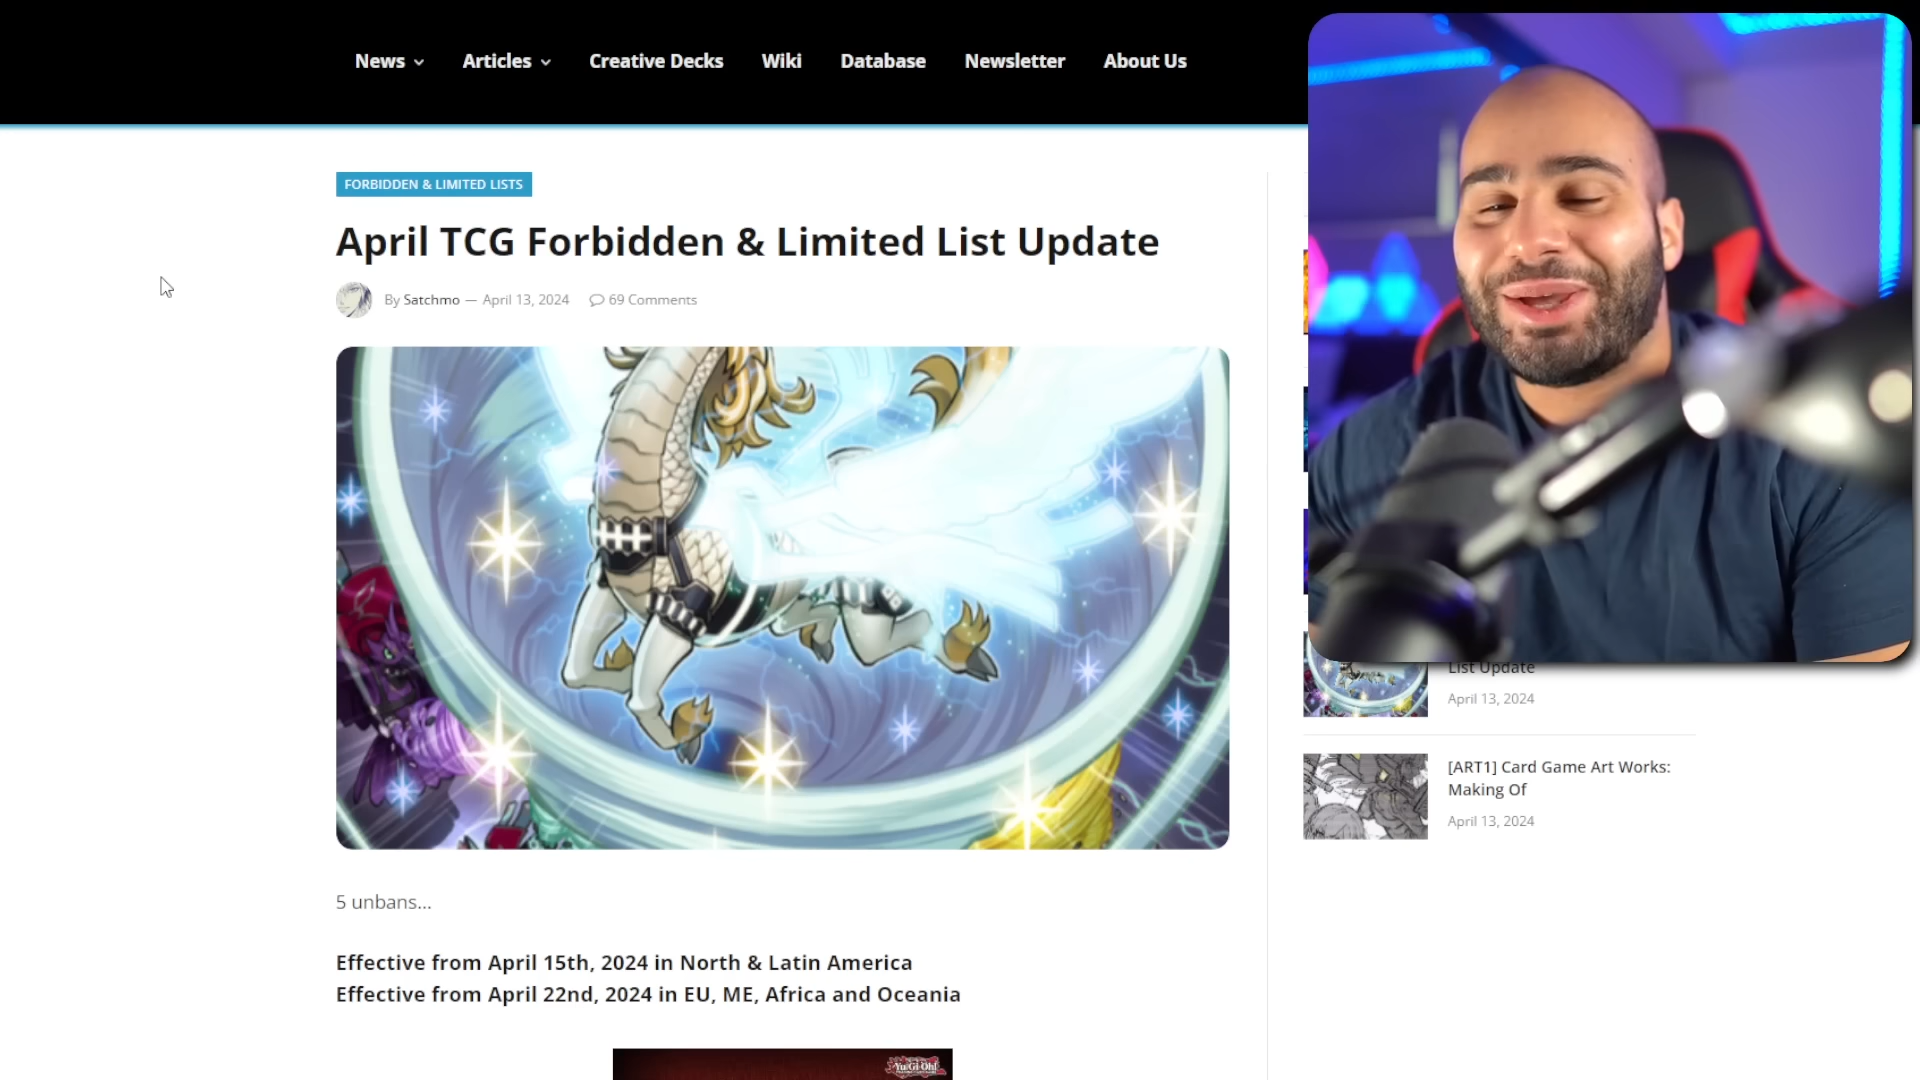 News
Articles
Creative Decks
Wiki
Database
Newsletter
About Us
FORBIDDEN & LIMITED LISTS
April TCG Forbidden & Limited List Update
By Satchmo — April 13, 2024 69 Comments
5 unbans...
Effective from April 15th, 2024 in North & Latin America
Effective from April 22nd, 2024 in EU, ME, Africa and Oceania
Yu-Gi-Oh!
List Update
April 13, 2024
[ART1] Card Game Art Works:
Making Of
April 13, 2024